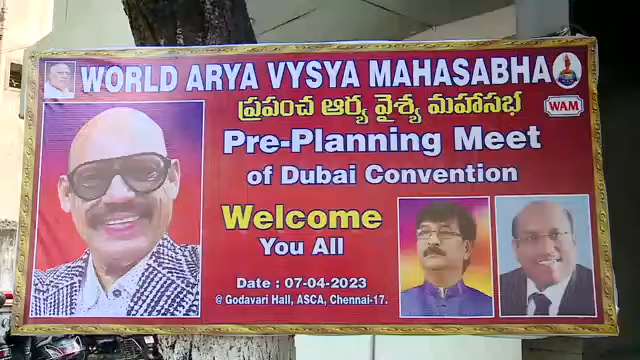 WORLD ARYA VYSYA MAHASABHA
ప్రపంచ ఆర్య వైశ్య మహాసభ
WAM
Pre-Planning Meet
of Dubai Convention
Welcome
You All
Date : 07-04-2023
@ Godavari Hall, ASCA, Chennai-17.